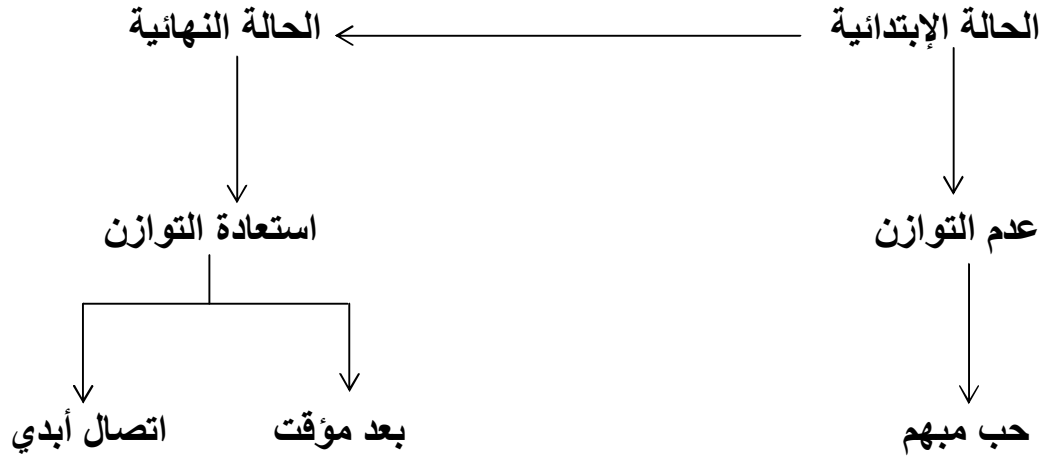 الحالة الإبتدائية الحالة النهائية
عدم التوازن استعادة التوازن
حب مبهم بعد مؤقت اتصال أبدي